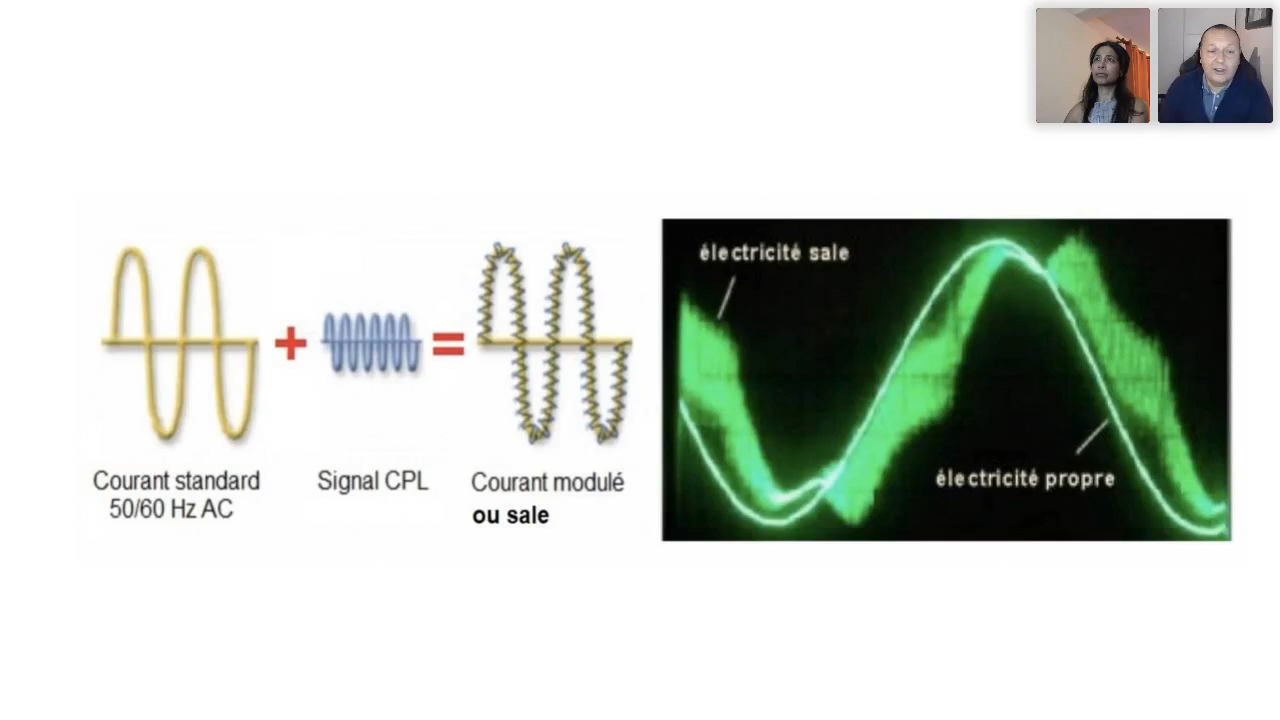 Courant standard
50/60 Hz AC
+
Signal CPL
=
Courant modulé
ou sale
électricité sale
électricité propre